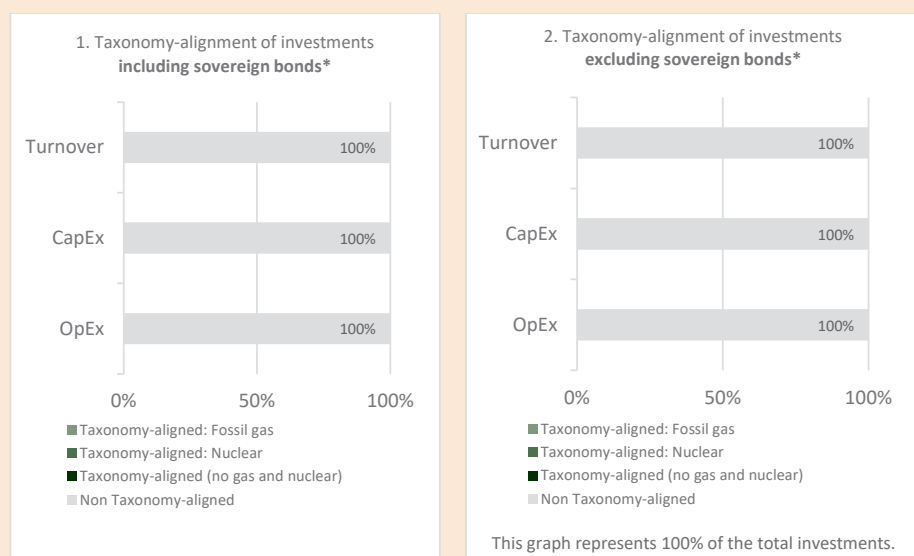 1. Taxonomy-alignment of investments
including sovereign bonds*
Turnover
100%
CapEx
100%
OpEx
100%
0% 50% 100%
Taxonomy-aligned: Fossil gas
Taxonomy-aligned: Nuclear
Taxonomy-aligned (no gas and nuclear)
Non Taxonomy-aligned
2. Taxonomy-alignment of investments
excluding sovereign bonds*
Turnover
100%
CapEx
100%
OpEx
100%
0% 50% 100%
Taxonomy-aligned: Fossil gas
Taxonomy-aligned: Nuclear
Taxonomy-aligned (no gas and nuclear)
Non Taxonomy-aligned
This graph represents 100% of the total investments.